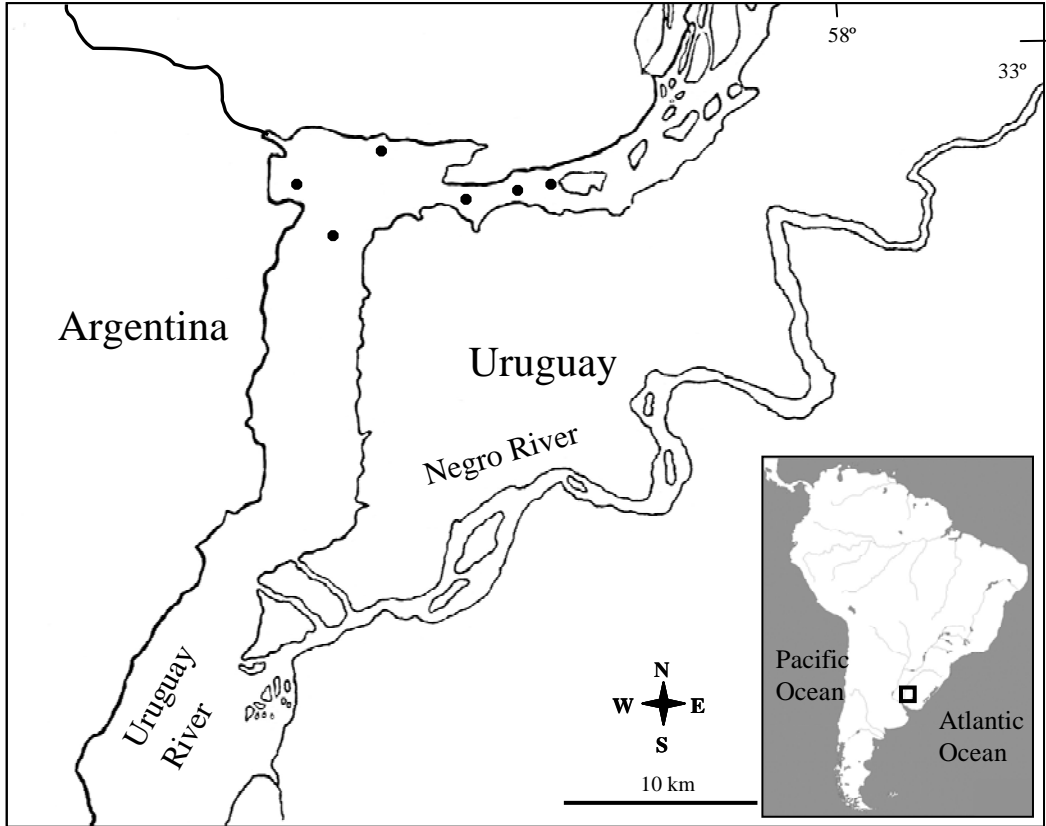 58º
33º
Argentina
Uruguay
Negro River
Uruguay
River
N
W E
S
10 km
Pacific
Ocean
Atlantic
Ocean